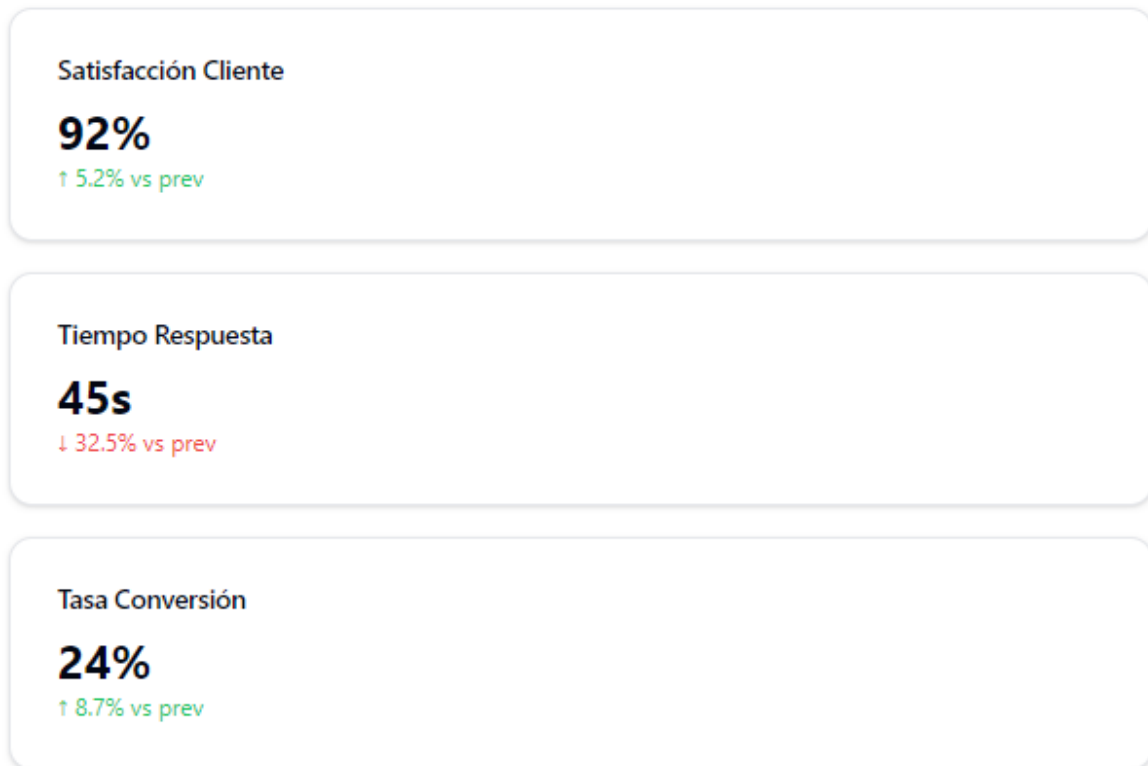 Satisfacción Cliente
92%
↑ 5.2% vs prev
Tiempo Respuesta
45s
↓ 32.5% vs prev
Tasa Conversión
24%
↑ 8.7% vs prev